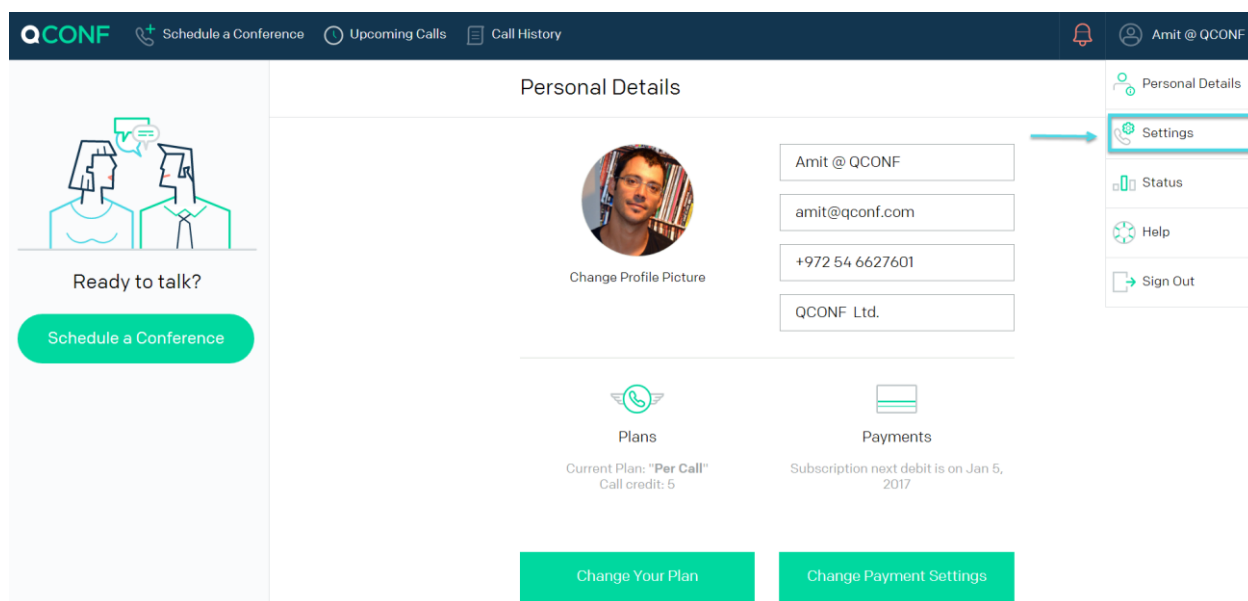 QCONF
Schedule a Conference
Upcoming Calls
Call History
Amit @ QCONF
Personal Details
Settings
Status
Help
Sign Out
Ready to talk?
Schedule a Conference
Personal Details
Change Profile Picture
Amit @ QCONF
amit@qconf.com
+972 54 6627601
QCONF Ltd.
Plans
Current Plan: "Per Call"
Call credit: 5
Change Your Plan
Payments
Subscription next debit is on Jan 5,
2017
Change Payment Settings